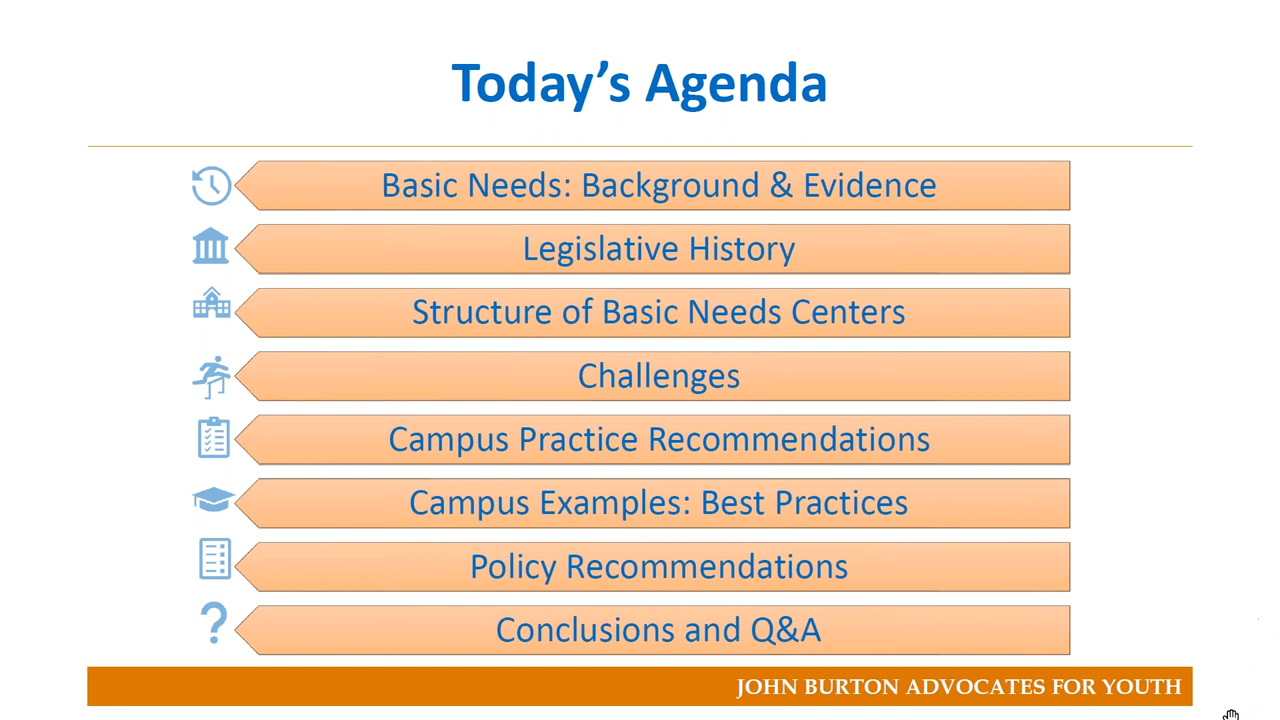 Today’s Agenda
Basic Needs: Background & Evidence
Legislative History
Structure of Basic Needs Centers
Challenges
Campus Practice Recommendations
Campus Examples: Best Practices
Policy Recommendations
Conclusions and Q&A
JOHN BURTON ADVOCATES FOR YOUTH